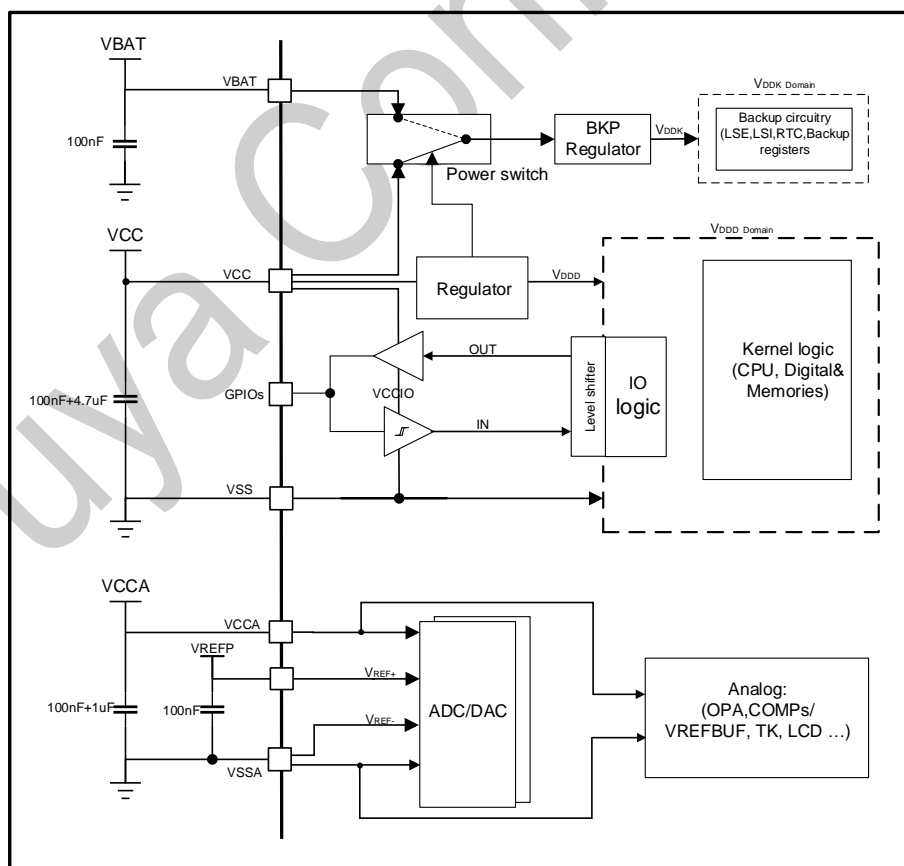 VBAT
VBAT
100nF
Power switch
BKP
Regulator
VDDK
VDDK Domain
Backup circuitry
(LSE,LSI,RTC,Backup
registers
VCC
VCC
100nF+4.7uF
Regulator
VDDD
VDDD Domain
OUT
GPIOs
VCCIO
IN
Level shifter
IO
logic
Kernel logic
(CPU, Digital&
Memories)
VSS
VCCA
VCCA
VREFP
100nF+1uF
100nF
VREF+
VREF-
VSSA
ADC/DAC
Analog:
(OPA,COMPs/
VREFBUF, TK, LCD ...)
uya Con